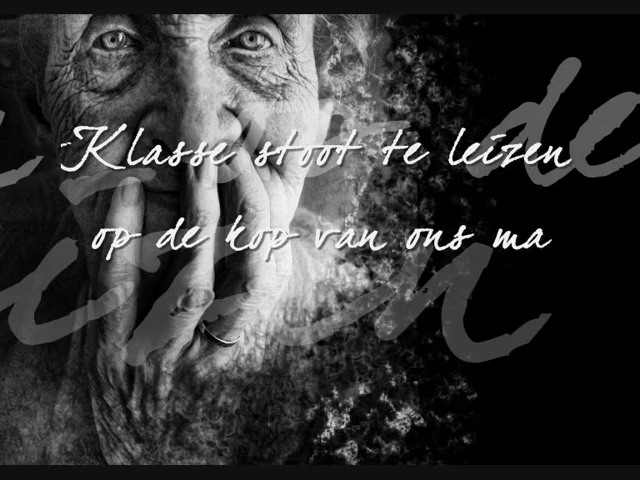 Klasse stoot te leizen
op de kop van ons ma